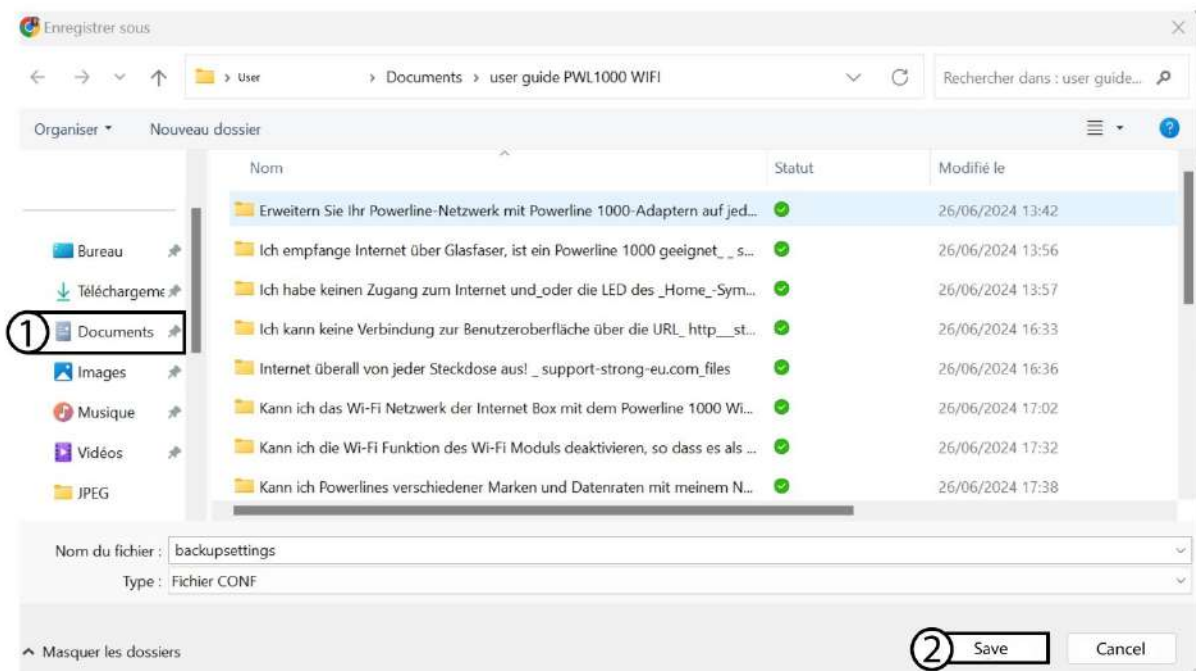 Enregistrer sous
User > Documents > user guide PWL1000 WIFI
Rechercher dans : user guide...
Organiser
Nouveau dossier
Nom
Statut
Modifié le
Erweitern Sie Ihr Powerline-Netzwerk mit Powerline 1000-Adaptern auf jed... 26/06/2024 13:42
Bureau
Ich empfange Internet über Glasfaser, ist ein Powerline 1000 geeignet_ _ s... 26/06/2024 13:56
Téléchargeme
Ich habe keinen Zugang zum Internet und_oder die LED des _Home_-Sym... 26/06/2024 13:57
1 Documents
Ich kann keine Verbindung zur Benutzeroberfläche über die URL_ http___st... 26/06/2024 16:33
Images
Internet überall von jeder Steckdose aus! _ support-strong-eu.com_files 26/06/2024 16:36
Musique
Kann ich das Wi-Fi Netzwerk der Internet Box mit dem Powerline 1000 Wi... 26/06/2024 17:02
Vidéos
Kann ich die Wi-Fi Funktion des Wi-Fi Moduls deaktivieren, so dass es als ... 26/06/2024 17:32
JPEG
Kann ich Powerlines verschiedener Marken und Datenraten mit meinem N... 26/06/2024 17:38
Nom du fichier : backupsettings
Type : Fichier CONF
Masquer les dossiers
2 Save
Cancel